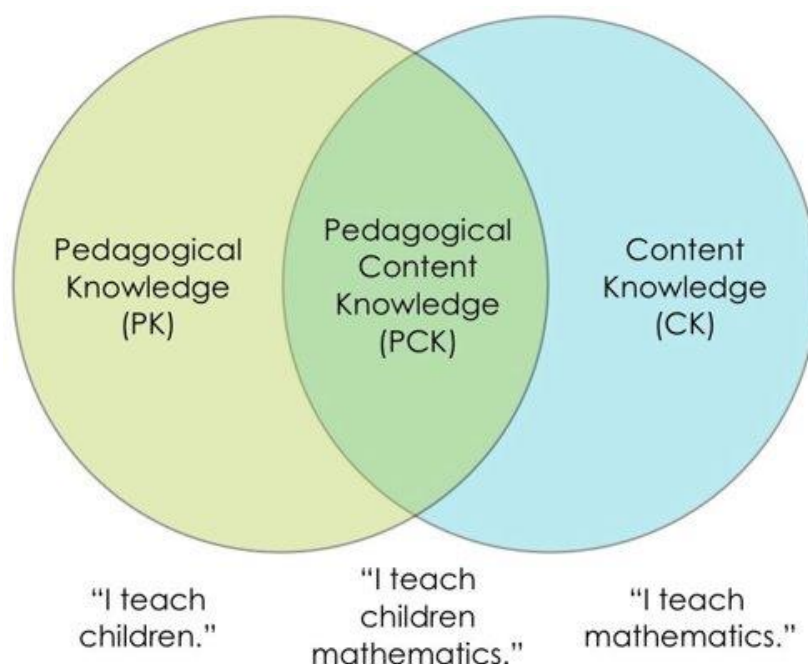 Pedagogical
Knowledge
(PK)
Pedagogical
Content
Knowledge
(PCK)
Content
Knowledge
(CK)
“I teach
children.”
“I teach
children
mathematics.”
“I teach
mathematics.”